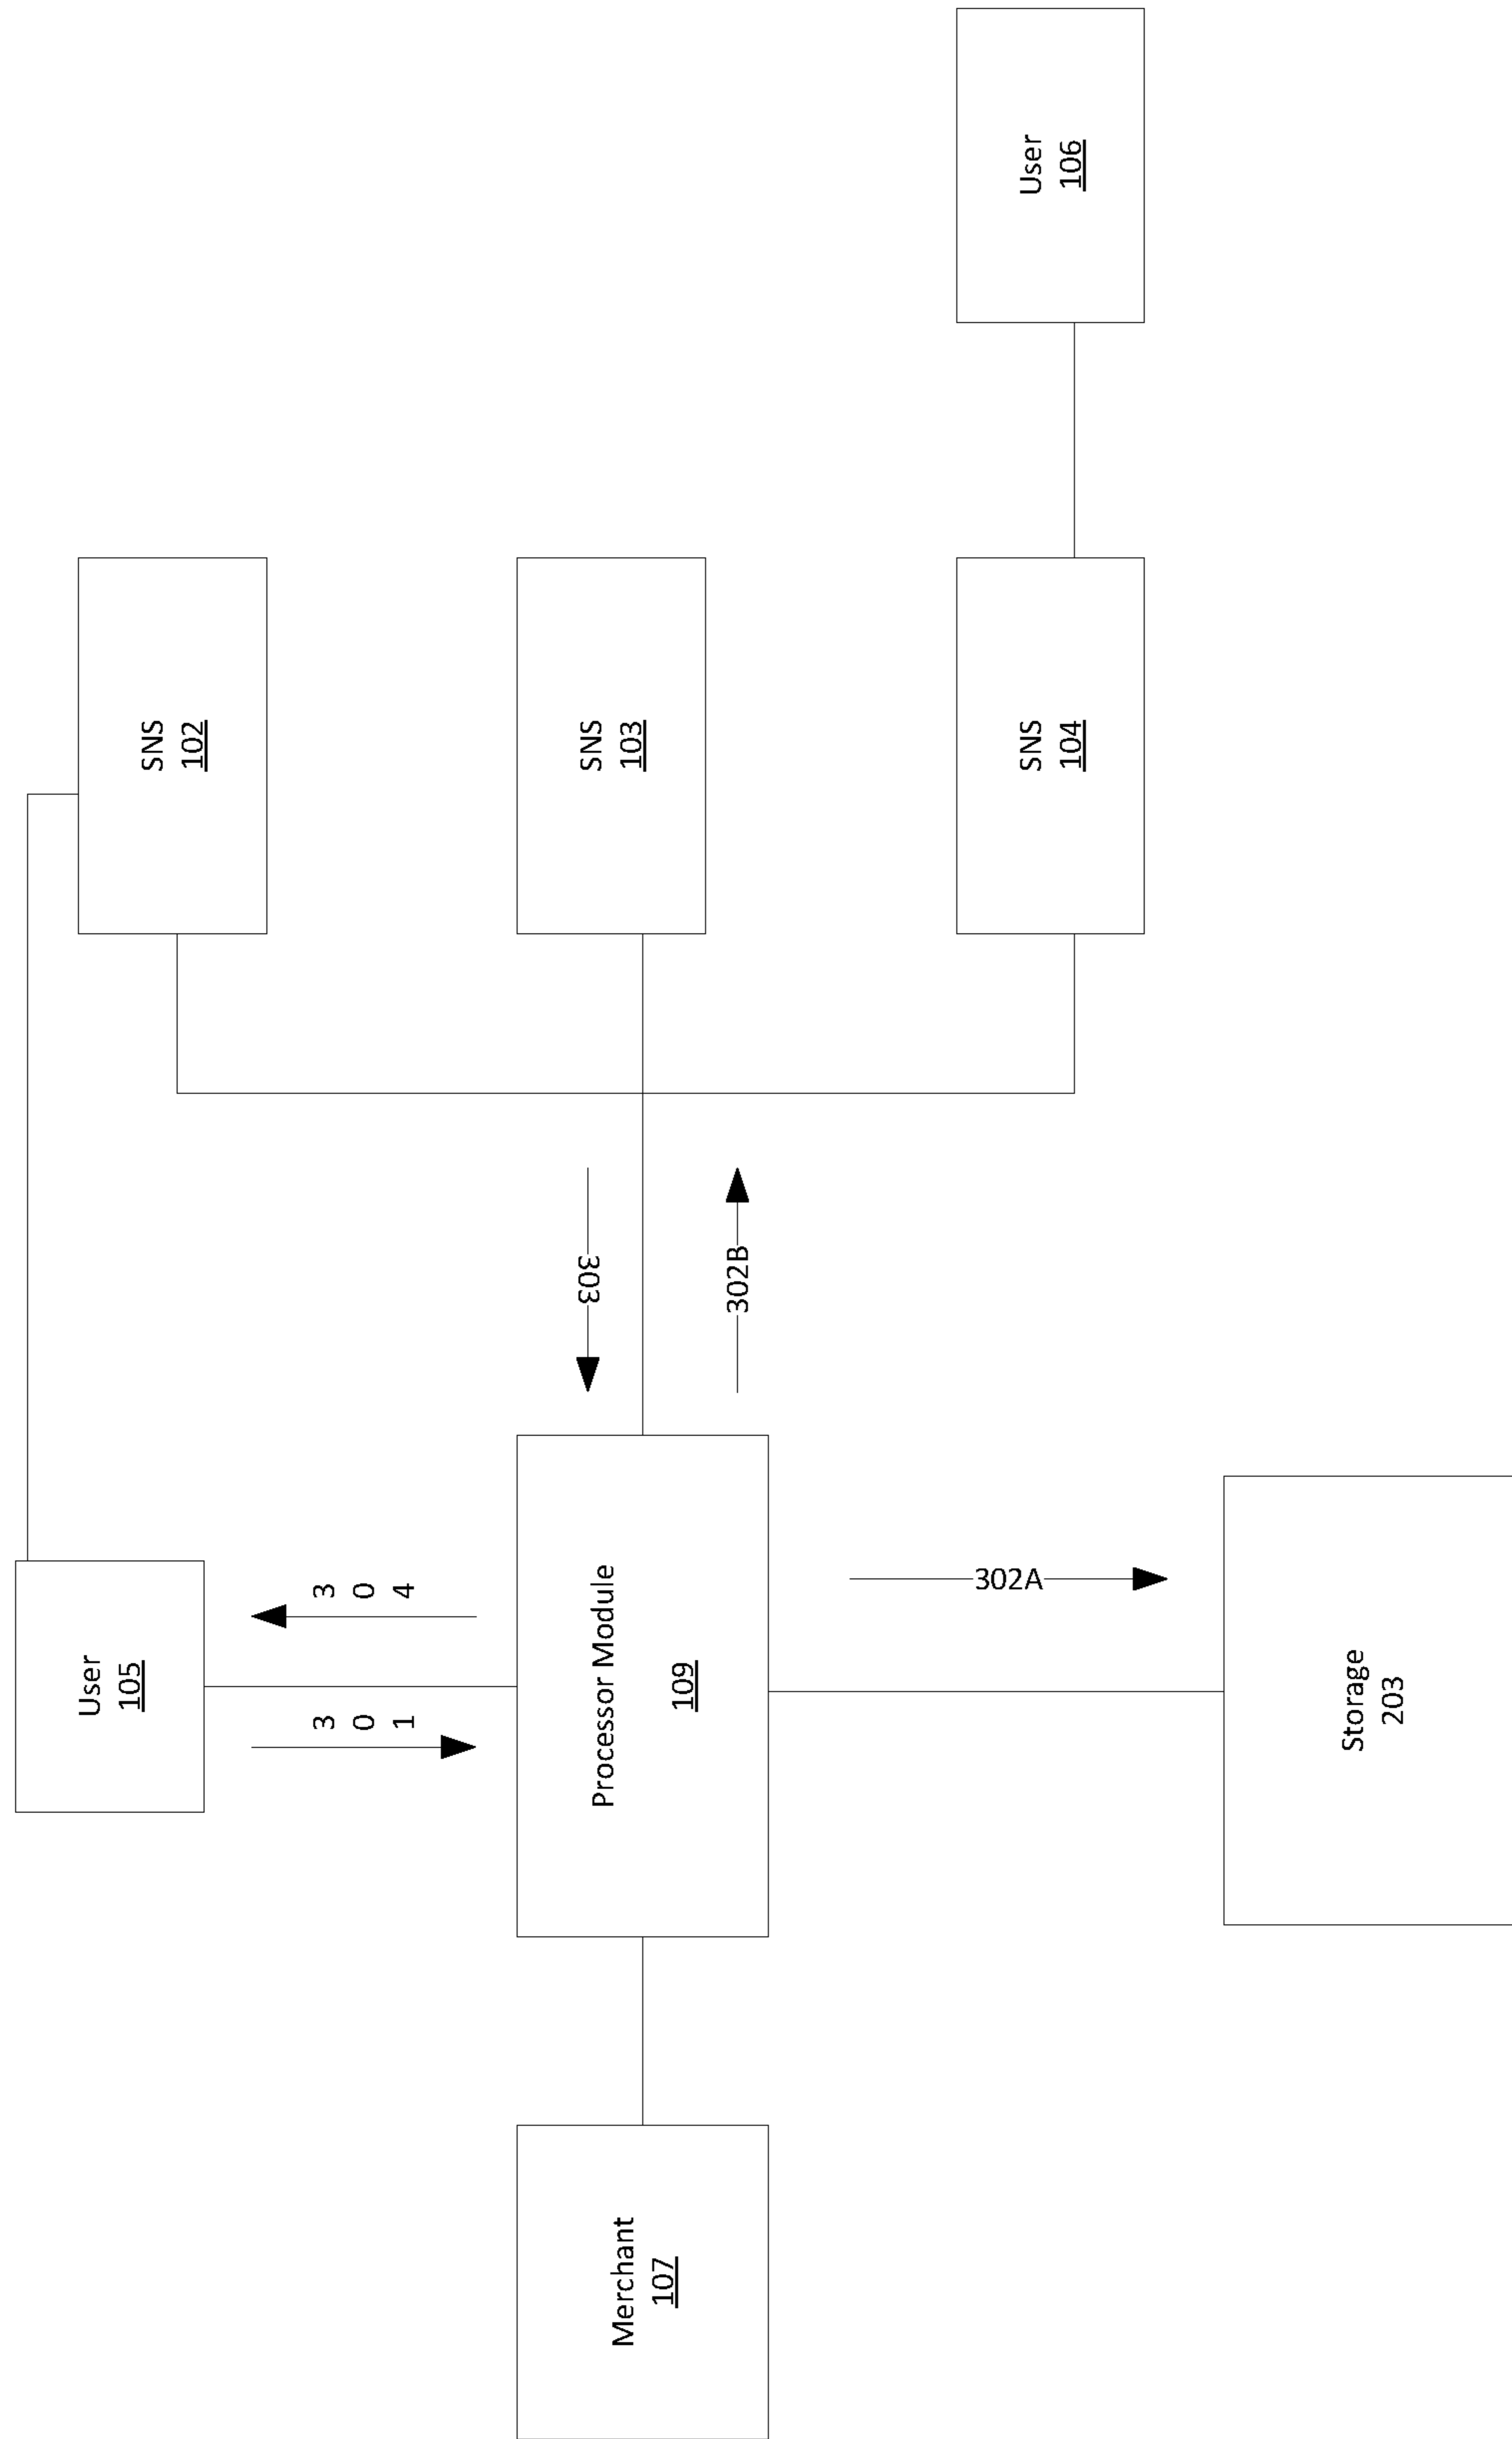 User
105
SNS
102
3
0
1
3
0
4
Merchant
107
Processor Module
109
303
302B
SNS
103
SNS
104
User
106
302A
Storage
203